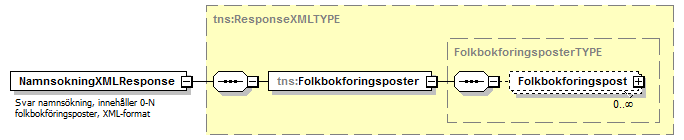 tns:ResponseXMLTYPE
FolkbokforingsposterTYPE
NamnsokningXMLResponse
tns:Folkbokforingsposter
Folkbokforingspost
Svar namnsökning, innehåller 0-N
folkbokföringsposter, XML-format
0..∞